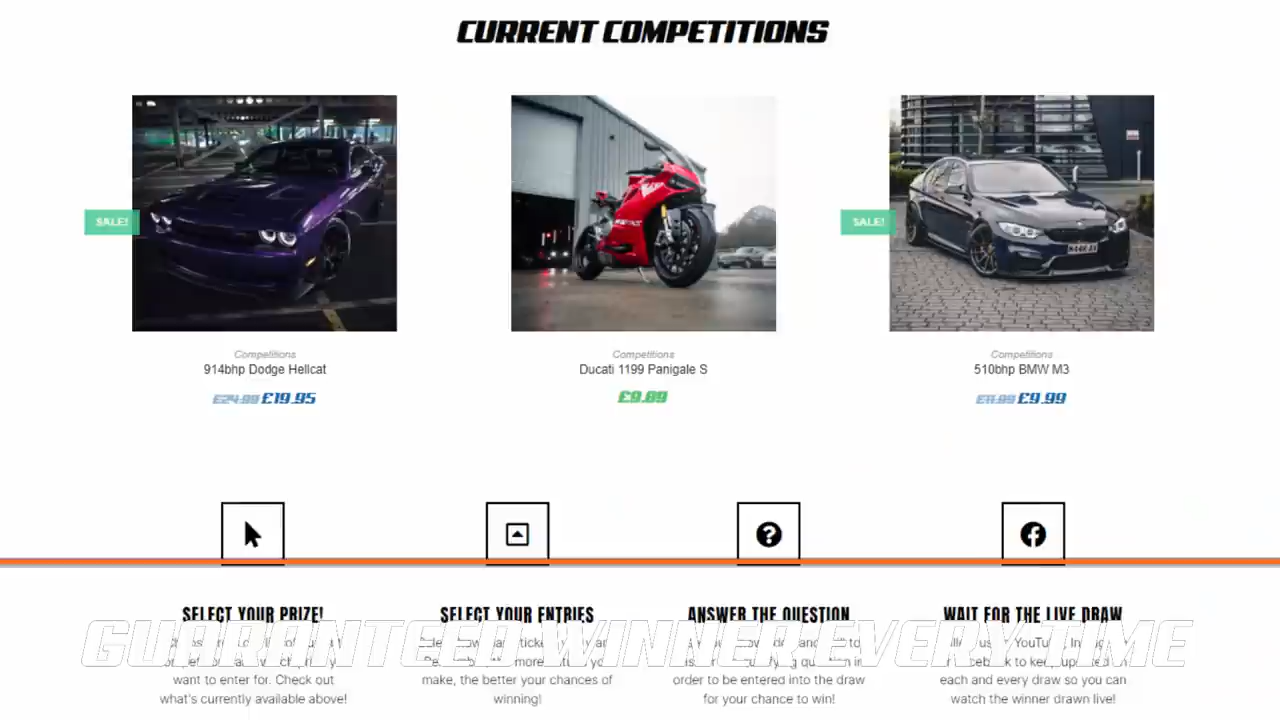 CURRENT COMPETITIONS
SALE!
SALE!
Competitions
914bhp Dodge Hellcat
£24.99 £19.95
Competitions
Ducati 1199 Panigale S
£9.89
Competitions
510bhp BMW M3
£11.99 £9.99
SELECT YOUR PRIZE!
SELECT YOUR ENTRIES
ANSWER THE QUESTION
WAIT FOR THE LIVE DRAW
GUARANTEED WINNER EVERY TIME
want to enter for. Check out
what's currently available above!
make, the better your chances of
winning!
order to be entered into the draw
for your chance to win!
each and every draw so you can
watch the winner drawn live!